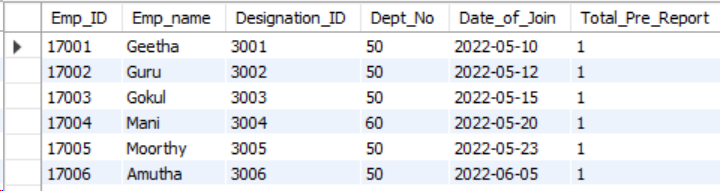 Emp_ID Emp_name Designation_ID Dept_No Date_of_Join Total_Pre_Report
17001 Geetha 3001 50 2022-05-10 1
17002 Guru 3002 50 2022-05-12 1
17003 Gokul 3003 50 2022-05-15 1
17004 Mani 3004 60 2022-05-20 1
17005 Moorthy 3005 50 2022-05-23 1
17006 Amutha 3006 50 2022-06-05 1